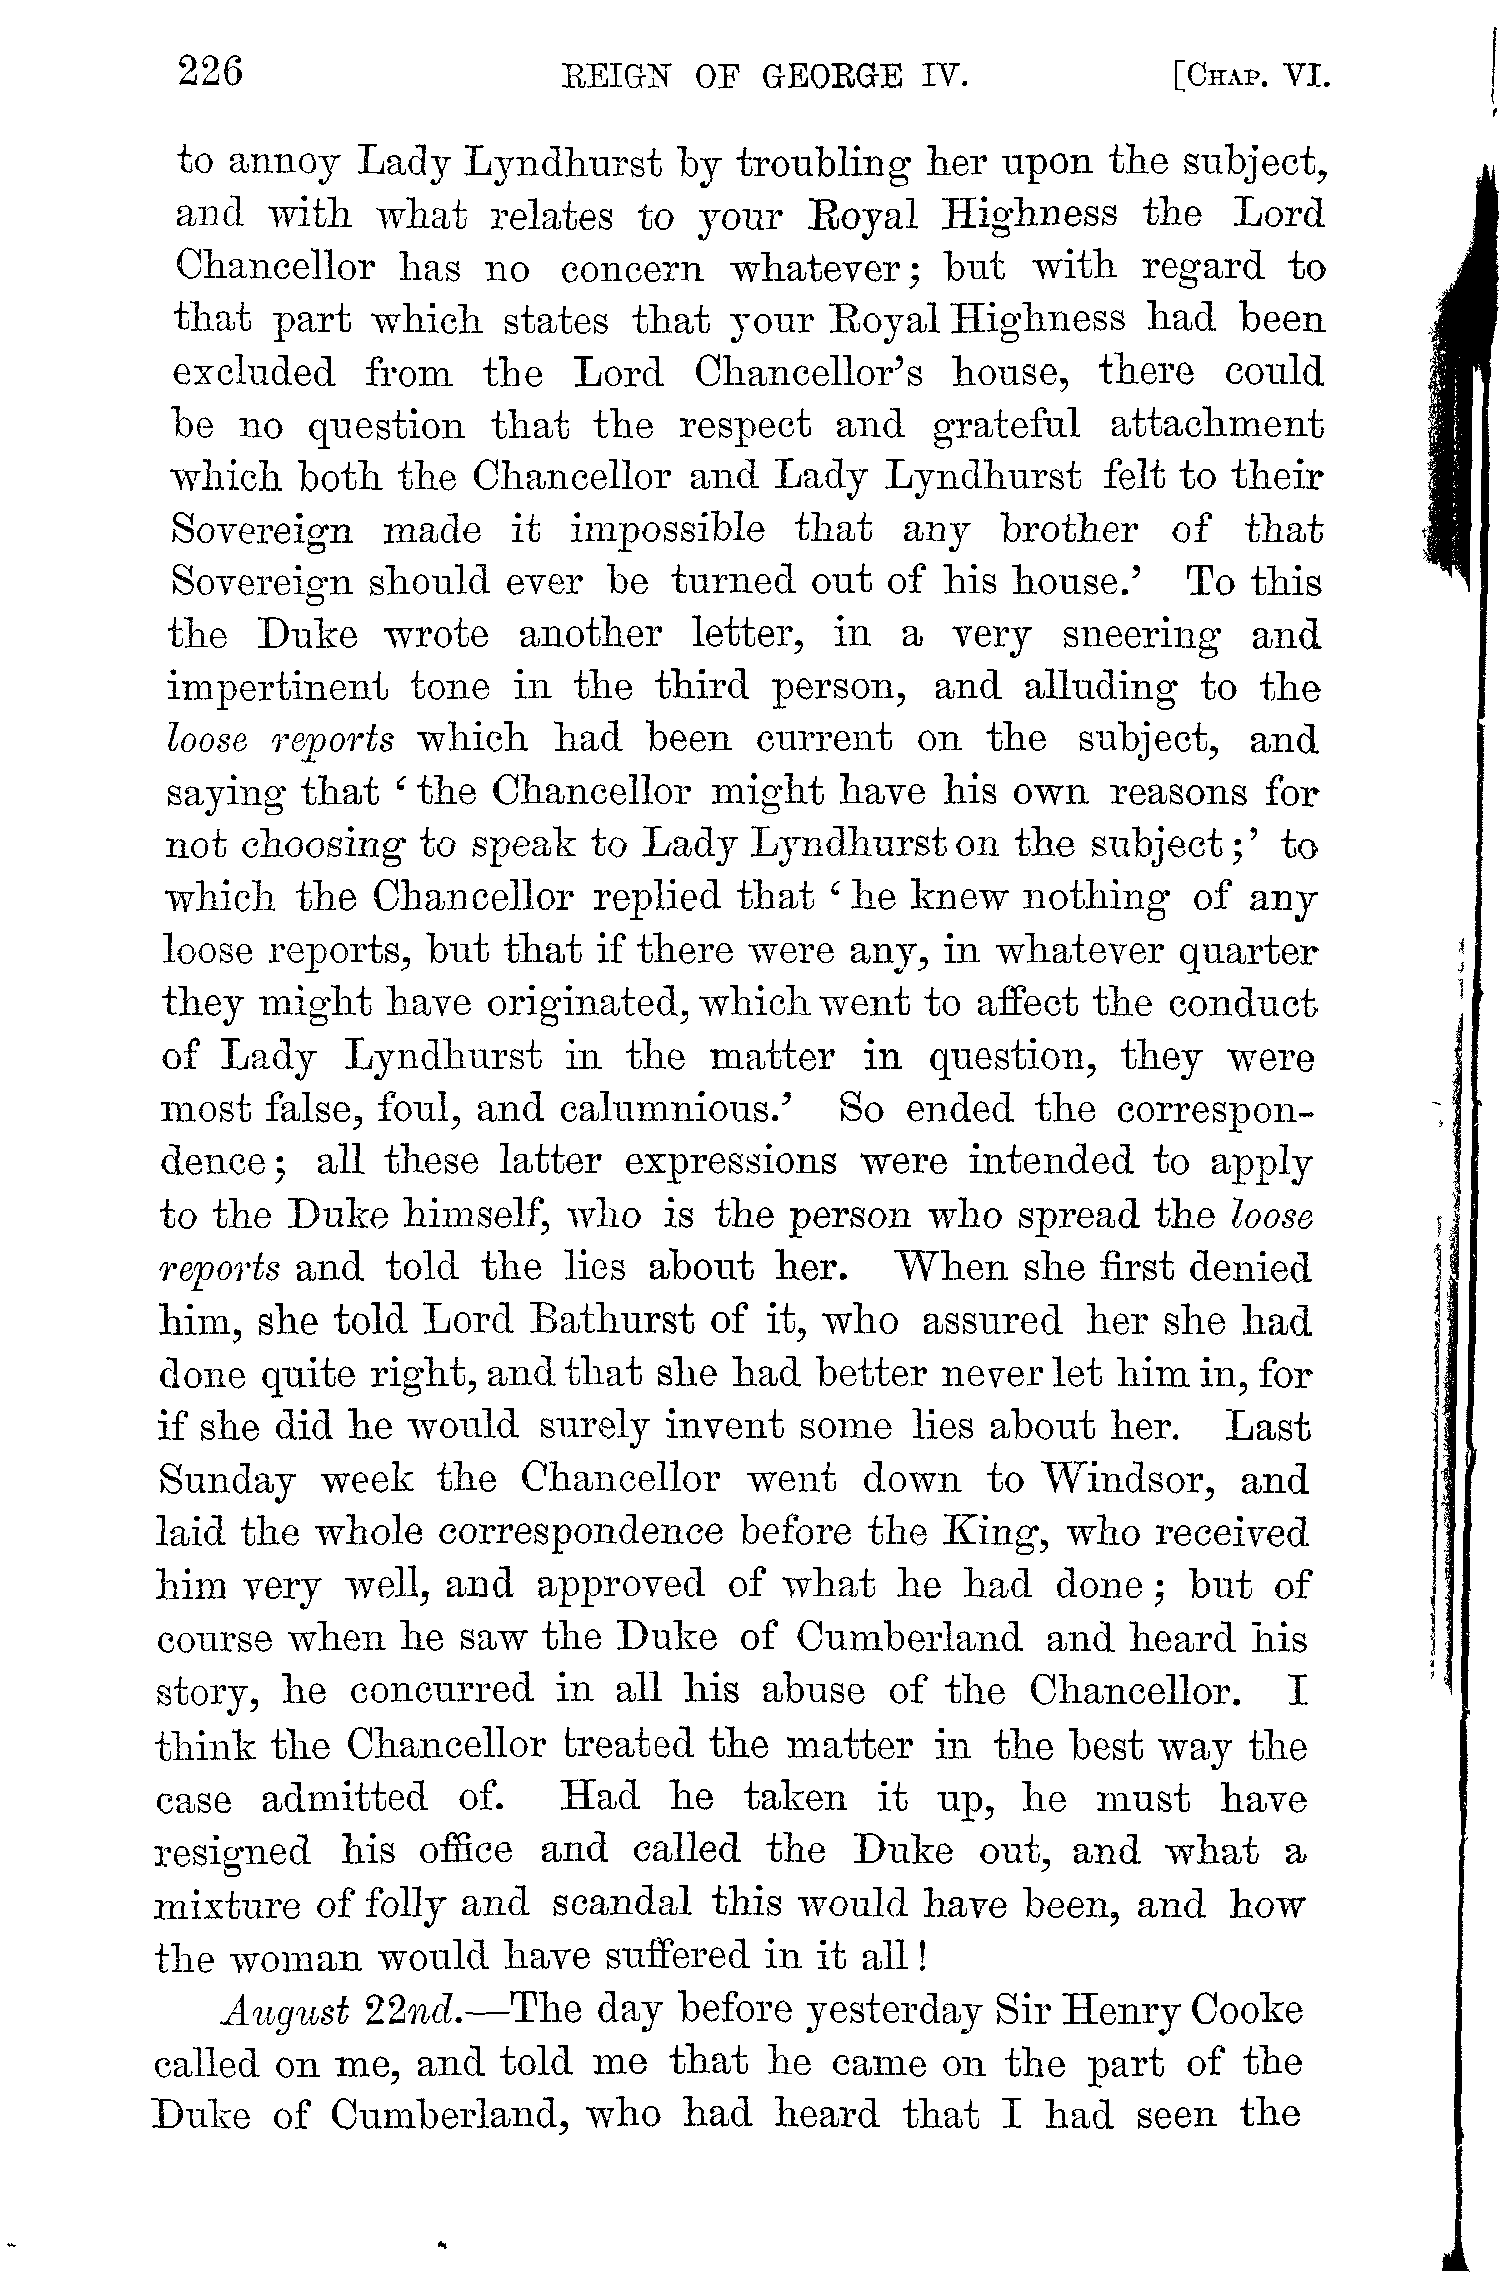 226 REIGN OF GEORGE IV. [CHAP. VI.
to annoy Lady Lyndhurst by troubling her upon the subject,
and with what relates to your Royal Highness the Lord
Chancellor has no concern whatever; but with regard to
that part which states that your Royal Highness had been
excluded from the Lord Chancellor's house, there could
be no question that the respect and grateful attachment
which both the Chancellor and Lady Lyndhurst felt to their
Sovereign made it impossible that any brother of that
Sovereign should ever be turned out of his house.' To this
the Duke wrote another letter, in a very sneering and
impertinent tone in the third person, and alluding to the
loose reports which had been current on the subject, and
saying that 'the Chancellor might have his own reasons for
not choosing to speak to Lady Lyndhurst on the subject;' to
which the Chancellor replied that 'he knew nothing of any
loose reports, but that if there were any, in whatever quarter
they might have originated, which went to affect the conduct
of Lady Lyndhurst in the matter in question, they were
most false, foul, and calumnious.' So ended the correspon-
dence; all these latter expressions were intended to apply
to the Duke himself, who is the person who spread the loose
reports and told the lies about her. When she first denied
him, she told Lord Bathurst of it, who assured her she had
done quite right, and that she had better never let him in, for
if she did he would surely invent some lies about her. Last
Sunday week the Chancellor went down to Windsor, and
laid the whole correspondence before the King, who received
him very well, and approved of what he had done; but of
course when he saw the Duke of Cumberland and heard his
story, he concurred in all his abuse of the Chancellor. I
think the Chancellor treated the matter in the best way the
case admitted of. Had he taken it up, he must have
resigned his office and called the Duke out, and what a
mixture of folly and scandal this would have been, and how
the woman would have suffered in it all!
August 22nd.—The day before yesterday Sir Henry Cooke
called on me, and told me that he came on the part of the
Duke of Cumberland, who had heard that I had seen the